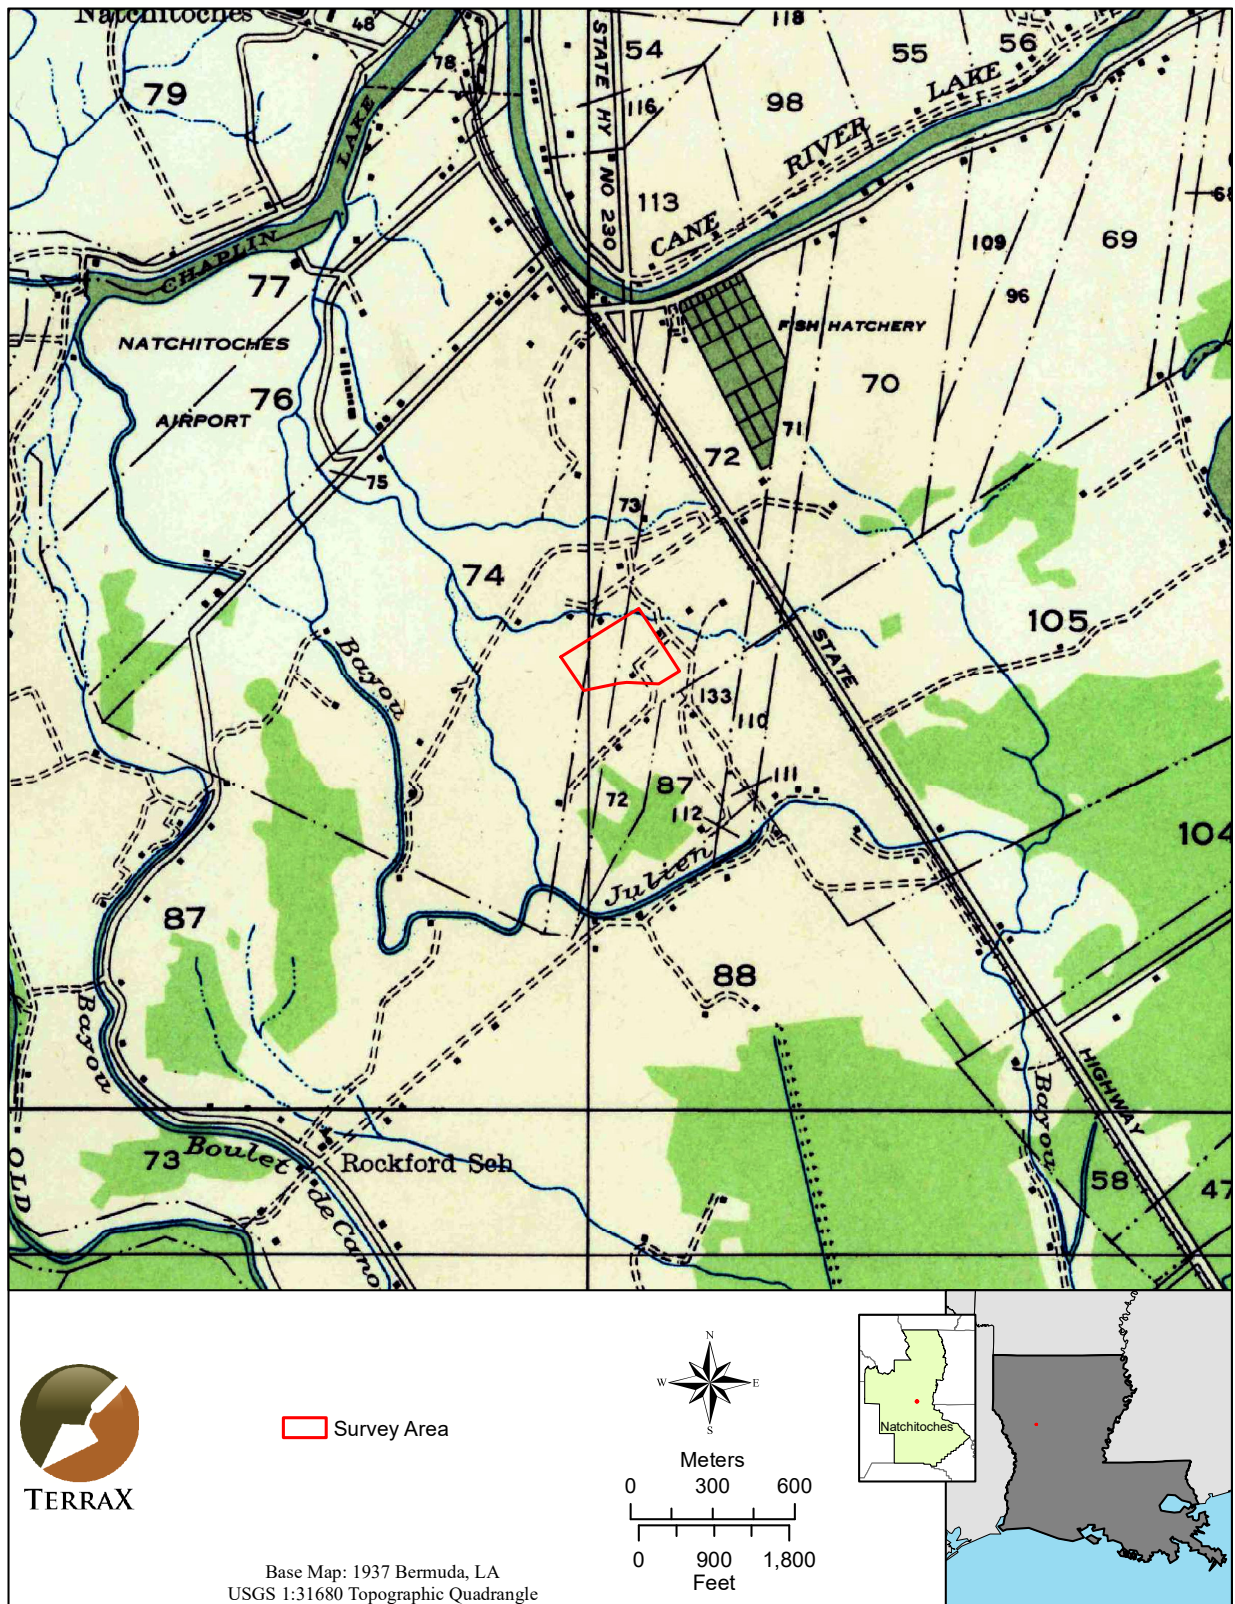 Natchitoches
48
78
79
STATE HY NO 230
54
118
55
56
LAKE
116
98
RIVER
113
CANE
109
69
96
CHAPLIN LAKE
77
NATCHITOCHES
AIRPORT
76
75
FISH HATCHERY
70
71
72
73
74
105
STATE
Bayou
133
110
87
111
72
112
104
Julien
87
88
Bayou
HIGHWAY
Bayou
73
Boulet
de Cano
Rockford Sch
OLD
58
47
TERRAX
Survey Area
N
W
E
S
Meters
0 300 600
0 900 1,800
Feet
Natchitoches
Base Map: 1937 Bermuda, LA
USGS 1:31680 Topographic Quadrangle